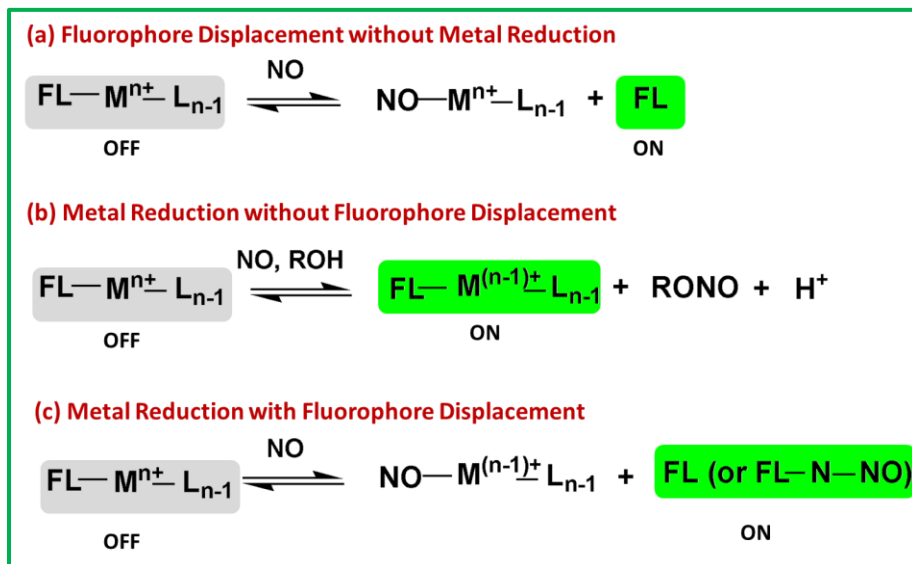 (a) Fluorophore Displacement without Metal Reduction
FL—Mⁿ⁺—Lₙ₋₁ ⇌ NO NO—Mⁿ⁺—Lₙ₋₁ + FL
OFF ON
(b) Metal Reduction without Fluorophore Displacement
FL—Mⁿ⁺—Lₙ₋₁ ⇌ NO, ROH FL—M⁽ⁿ⁻¹⁾⁺—Lₙ₋₁ + RONO + H⁺
OFF ON
(c) Metal Reduction with Fluorophore Displacement
FL—Mⁿ⁺—Lₙ₋₁ ⇌ NO NO—M⁽ⁿ⁻¹⁾⁺—Lₙ₋₁ + FL (or FL—N—NO)
OFF ON